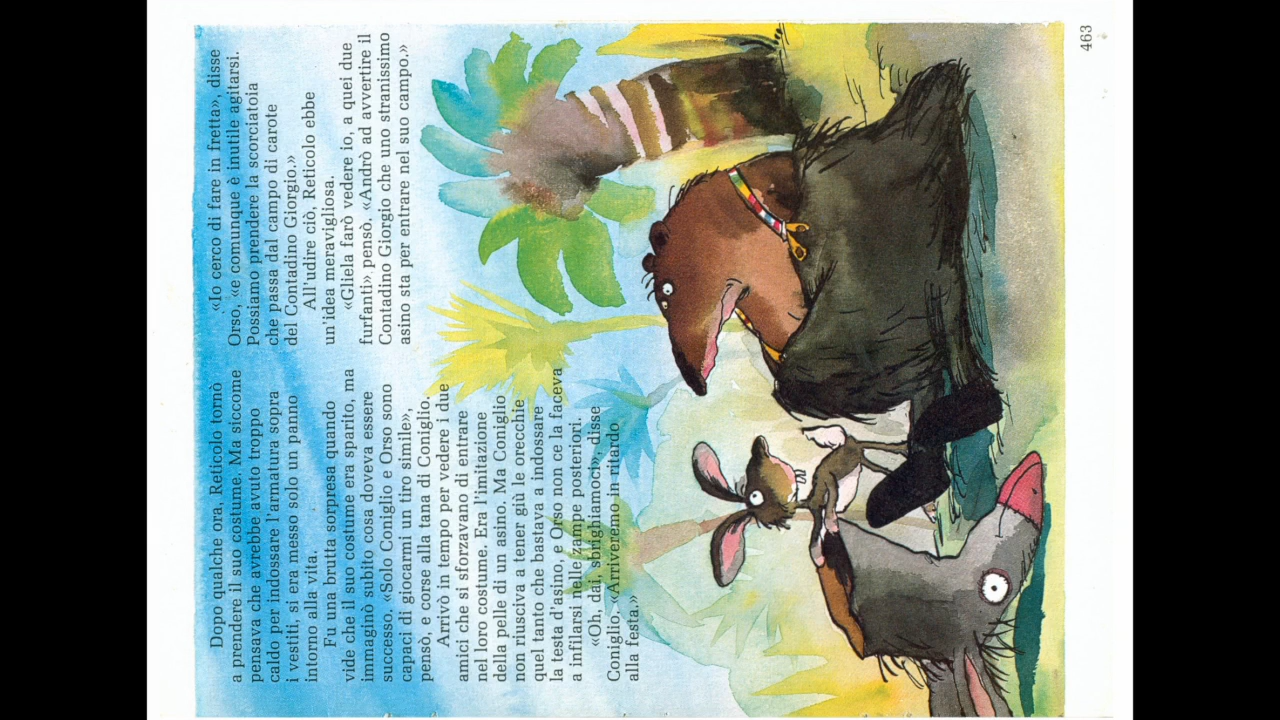 Dopo qualche ora, Reticolo tornò
a prendere il suo costume. Ma siccome
pensava che avrebbe avuto troppo
caldo per indossare l'armatura sopra
i vestiti, si era messo solo un panno
intorno alla vita.
Fu una brutta sorpresa quando
vide che il suo costume era sparito, ma
immaginò subito cosa doveva essere
successo. «Solo Coniglio e Orso sono
capaci di giocarmi un tiro simile»,
pensò, e corse alla tana di Coniglio.
Arrivò in tempo per vedere i due
amici che si sforzavano di entrare
nel loro costume. Era l'imitazione
della pelle di un asino. Ma Coniglio
non riusciva a tener giù le orecchie
quel tanto che bastava a indossare
la testa d'asino, e Orso non ce la faceva
a infilarsi nelle zampe posteriori.
«Oh, dai, sbrighiamoci», disse
Coniglio. «Arriveremo in ritardo
alla festa.»
«Io cerco di fare in fretta», disse
Orso, «e comunque è inutile agitarsi.
Possiamo prendere la scorciatoia
che passa dal campo di carote
del Contadino Giorgio.»
All'udire ciò, Reticolo ebbe
un'idea meravigliosa.
«Gliela farò vedere io, a quei due
furfanti» pensò. «Andrò ad avvertire il
Contadino Giorgio che uno stranissimo
asino sta per entrare nel suo campo.»
463